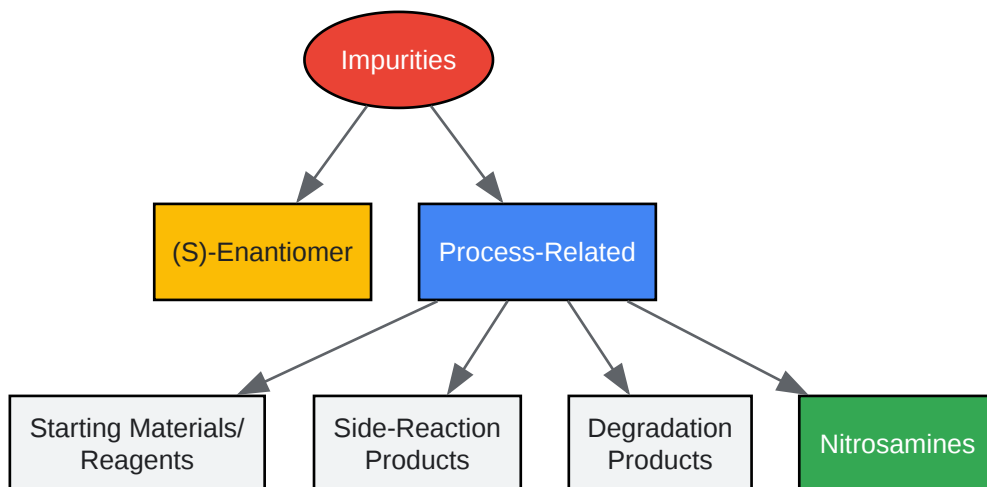 Impurities
(S)-Enantiomer
Process-Related
Starting Materials/
Reagents
Side-Reaction
Products
Degradation
Products
Nitrosamines